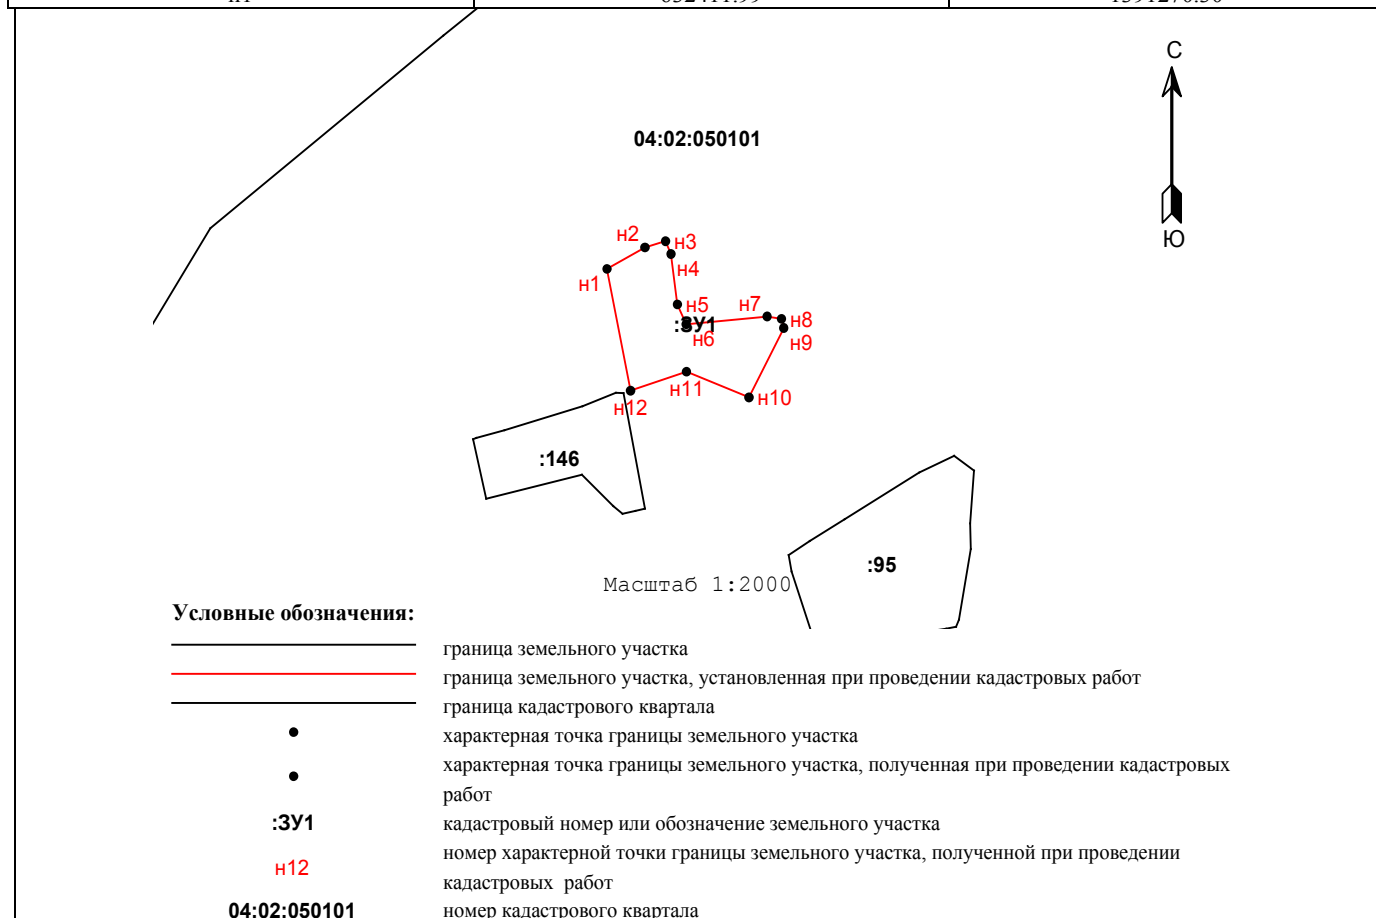 С
04:02:050101
н2
н3
н4
н1
н5
н7
:ЗУ1
н8
н6
н9
н11
н10
н12
:146
:95
Масштаб 1:2000
Ю
Условные обозначения:
граница земельного участка
граница земельного участка, установленная при проведении кадастровых работ
граница кадастрового квартала
характерная точка границы земельного участка
характерная точка границы земельного участка, полученная при проведении кадастровых
работ
:ЗУ1 кадастровый номер или обозначение земельного участка
н12 номер характерной точки границы земельного участка, полученной при проведении
кадастровых работ
04:02:050101 номер кадастрового квартала